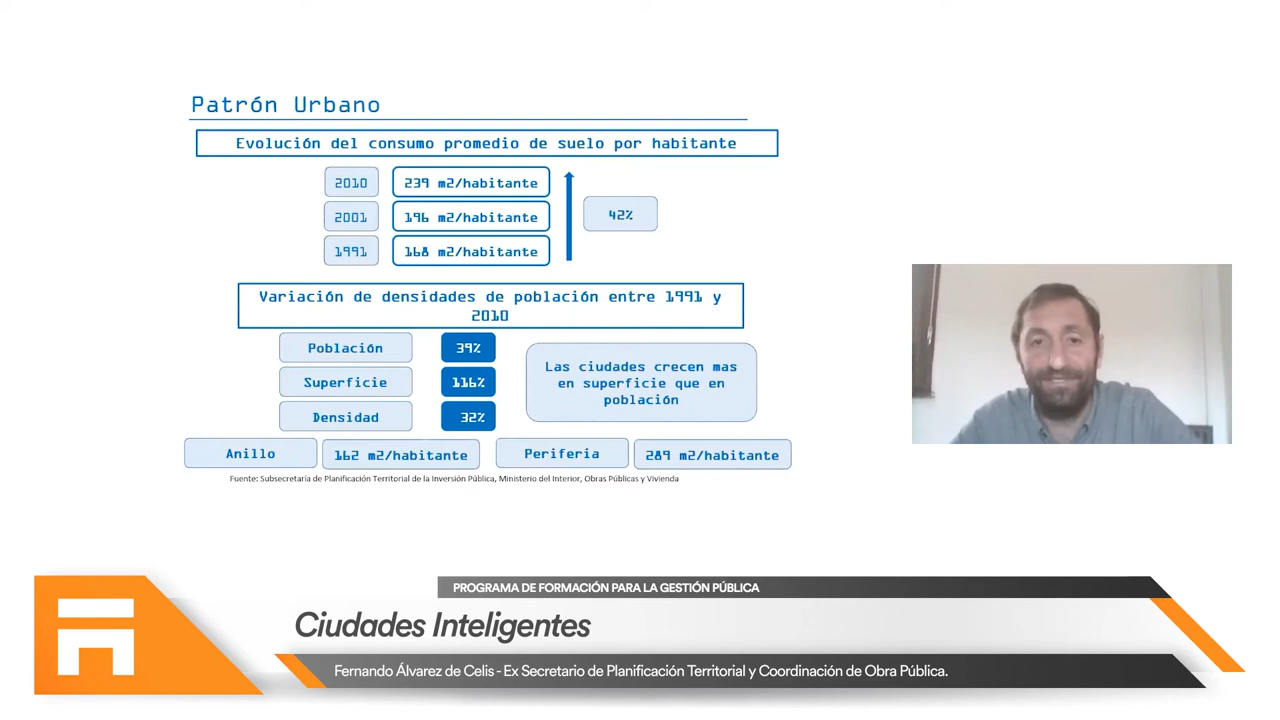 Patrón Urbano
Evolución del consumo promedio de suelo por habitante
2010 239 m2/habitante
2001 196 m2/habitante
42%
1991 168 m2/habitante
Variación de densidades de población entre 1991 y
2010
Población 39%
Superficie 116%
Densidad 32%
Las ciudades crecen mas
en superficie que en
población
Anillo 162 m2/habitante Periferia 289 m2/habitante
Fuente: Subsecretaría de Planificación Territorial de la Inversión Pública, Ministerio del Interior, Obras Públicas y Vivienda
PROGRAMA DE FORMACIÓN PARA LA GESTIÓN PÚBLICA
Ciudades Inteligentes
Fernando Álvarez de Celis - Ex Secretario de Planificación Territorial y Coordinación de Obra Pública.